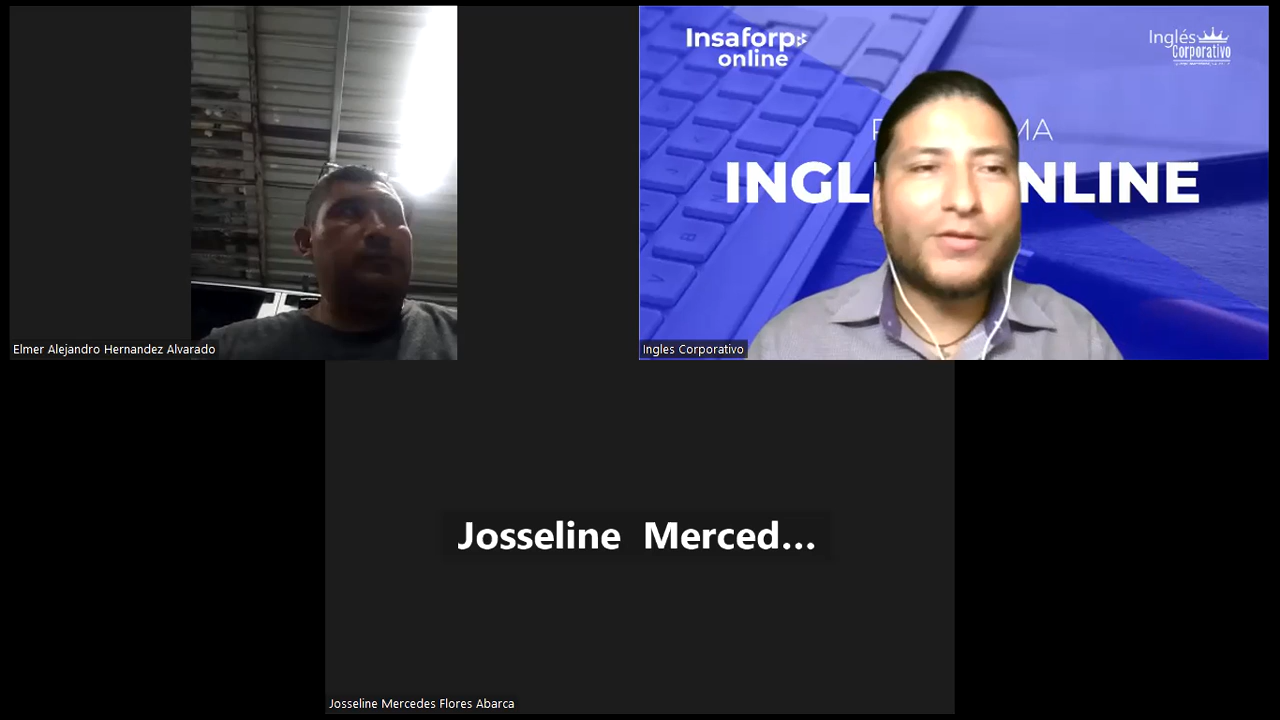 Insaforp
online
Inglés
Corporativo
INGL NLINE
Elmer Alejandro Hernandez Alvarado
Ingles Corporativo
Josseline Merced...
Josseline Mercedes Flores Abarca